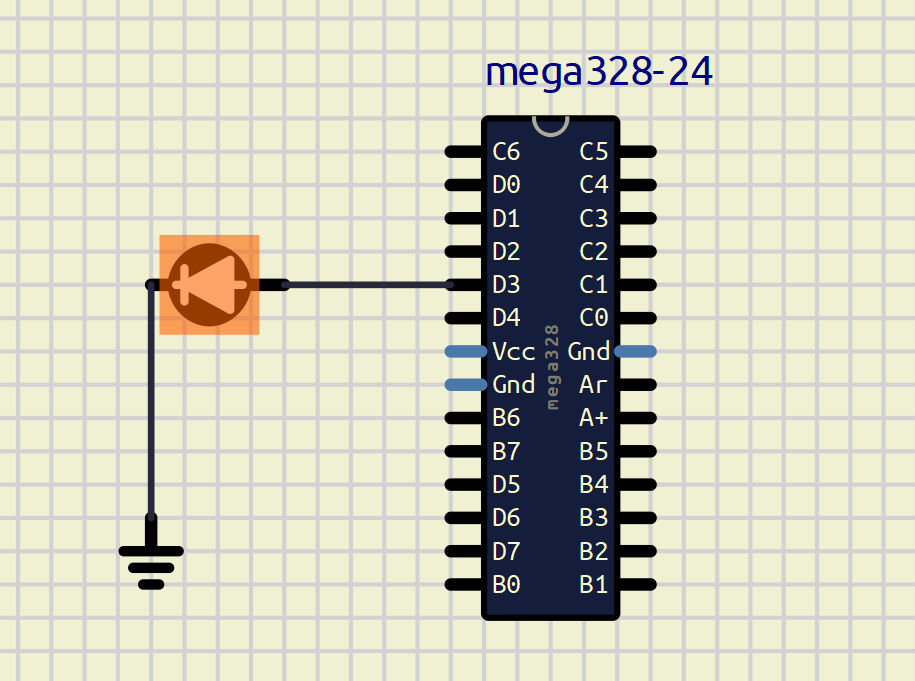 mega328-24
C6 C5
D0 C4
D1 C3
D2 C2
D3 C1
D4 C0
Vcc Gnd
Gnd Ar
B6 A+
B7 B5
D5 B4
D6 B3
D7 B2
B0 B1
mega328